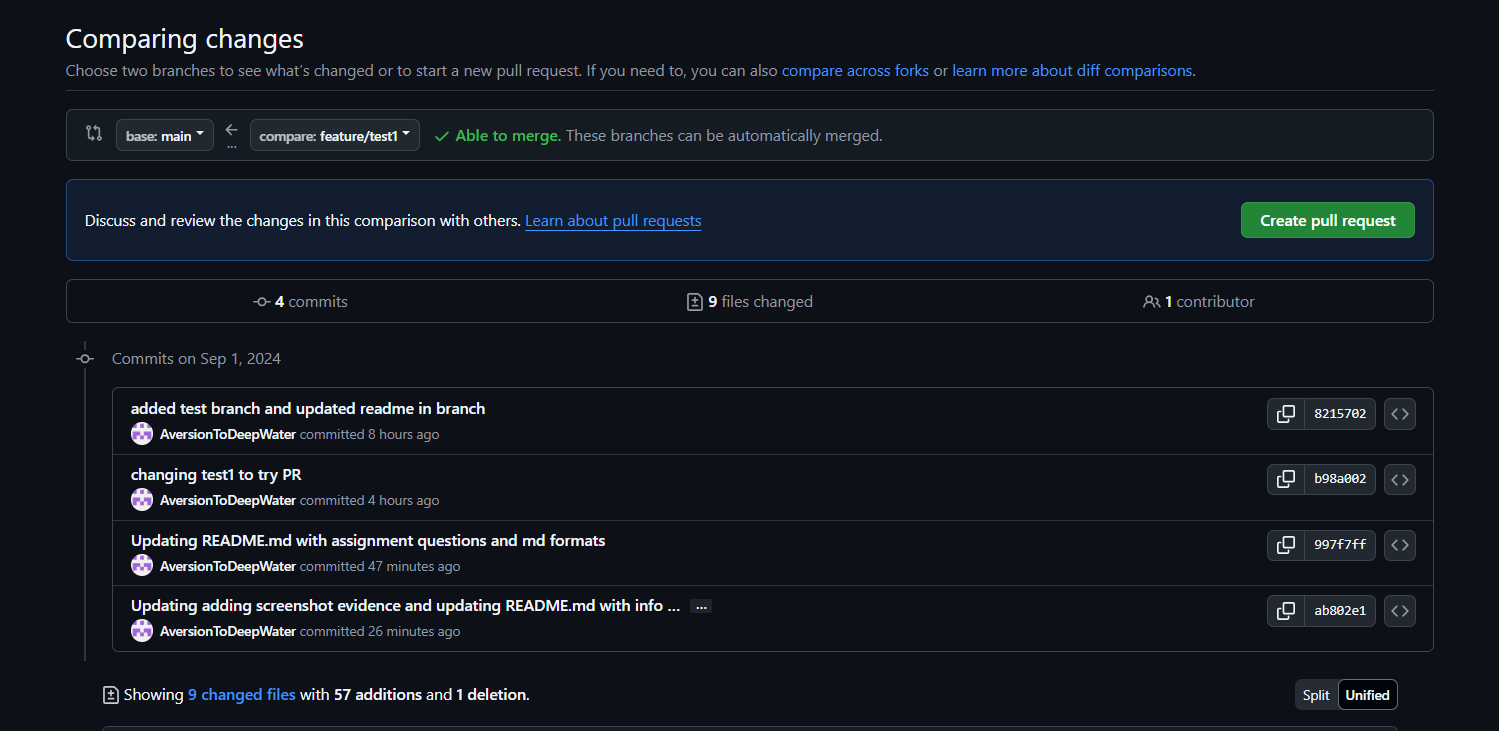 Comparing changes
Choose two branches to see what's changed or to start a new pull request. If you need to, you can also compare across forks or learn more about diff comparisons.
base: main ... compare: feature/test1 Able to merge. These branches can be automatically merged.
Discuss and review the changes in this comparison with others. Learn about pull requests Create pull request
4 commits 9 files changed 1 contributor
Commits on Sep 1, 2024
added test branch and updated readme in branch 8215702
AversionToDeepWater committed 8 hours ago
changing test1 to try PR b98a002
AversionToDeepWater committed 4 hours ago
Updating README.md with assignment questions and md formats 997f7ff
AversionToDeepWater committed 47 minutes ago
Updating adding screenshot evidence and updating README.md with info ... ... ab802e1
AversionToDeepWater committed 26 minutes ago
Showing 9 changed files with 57 additions and 1 deletion. Split Unified